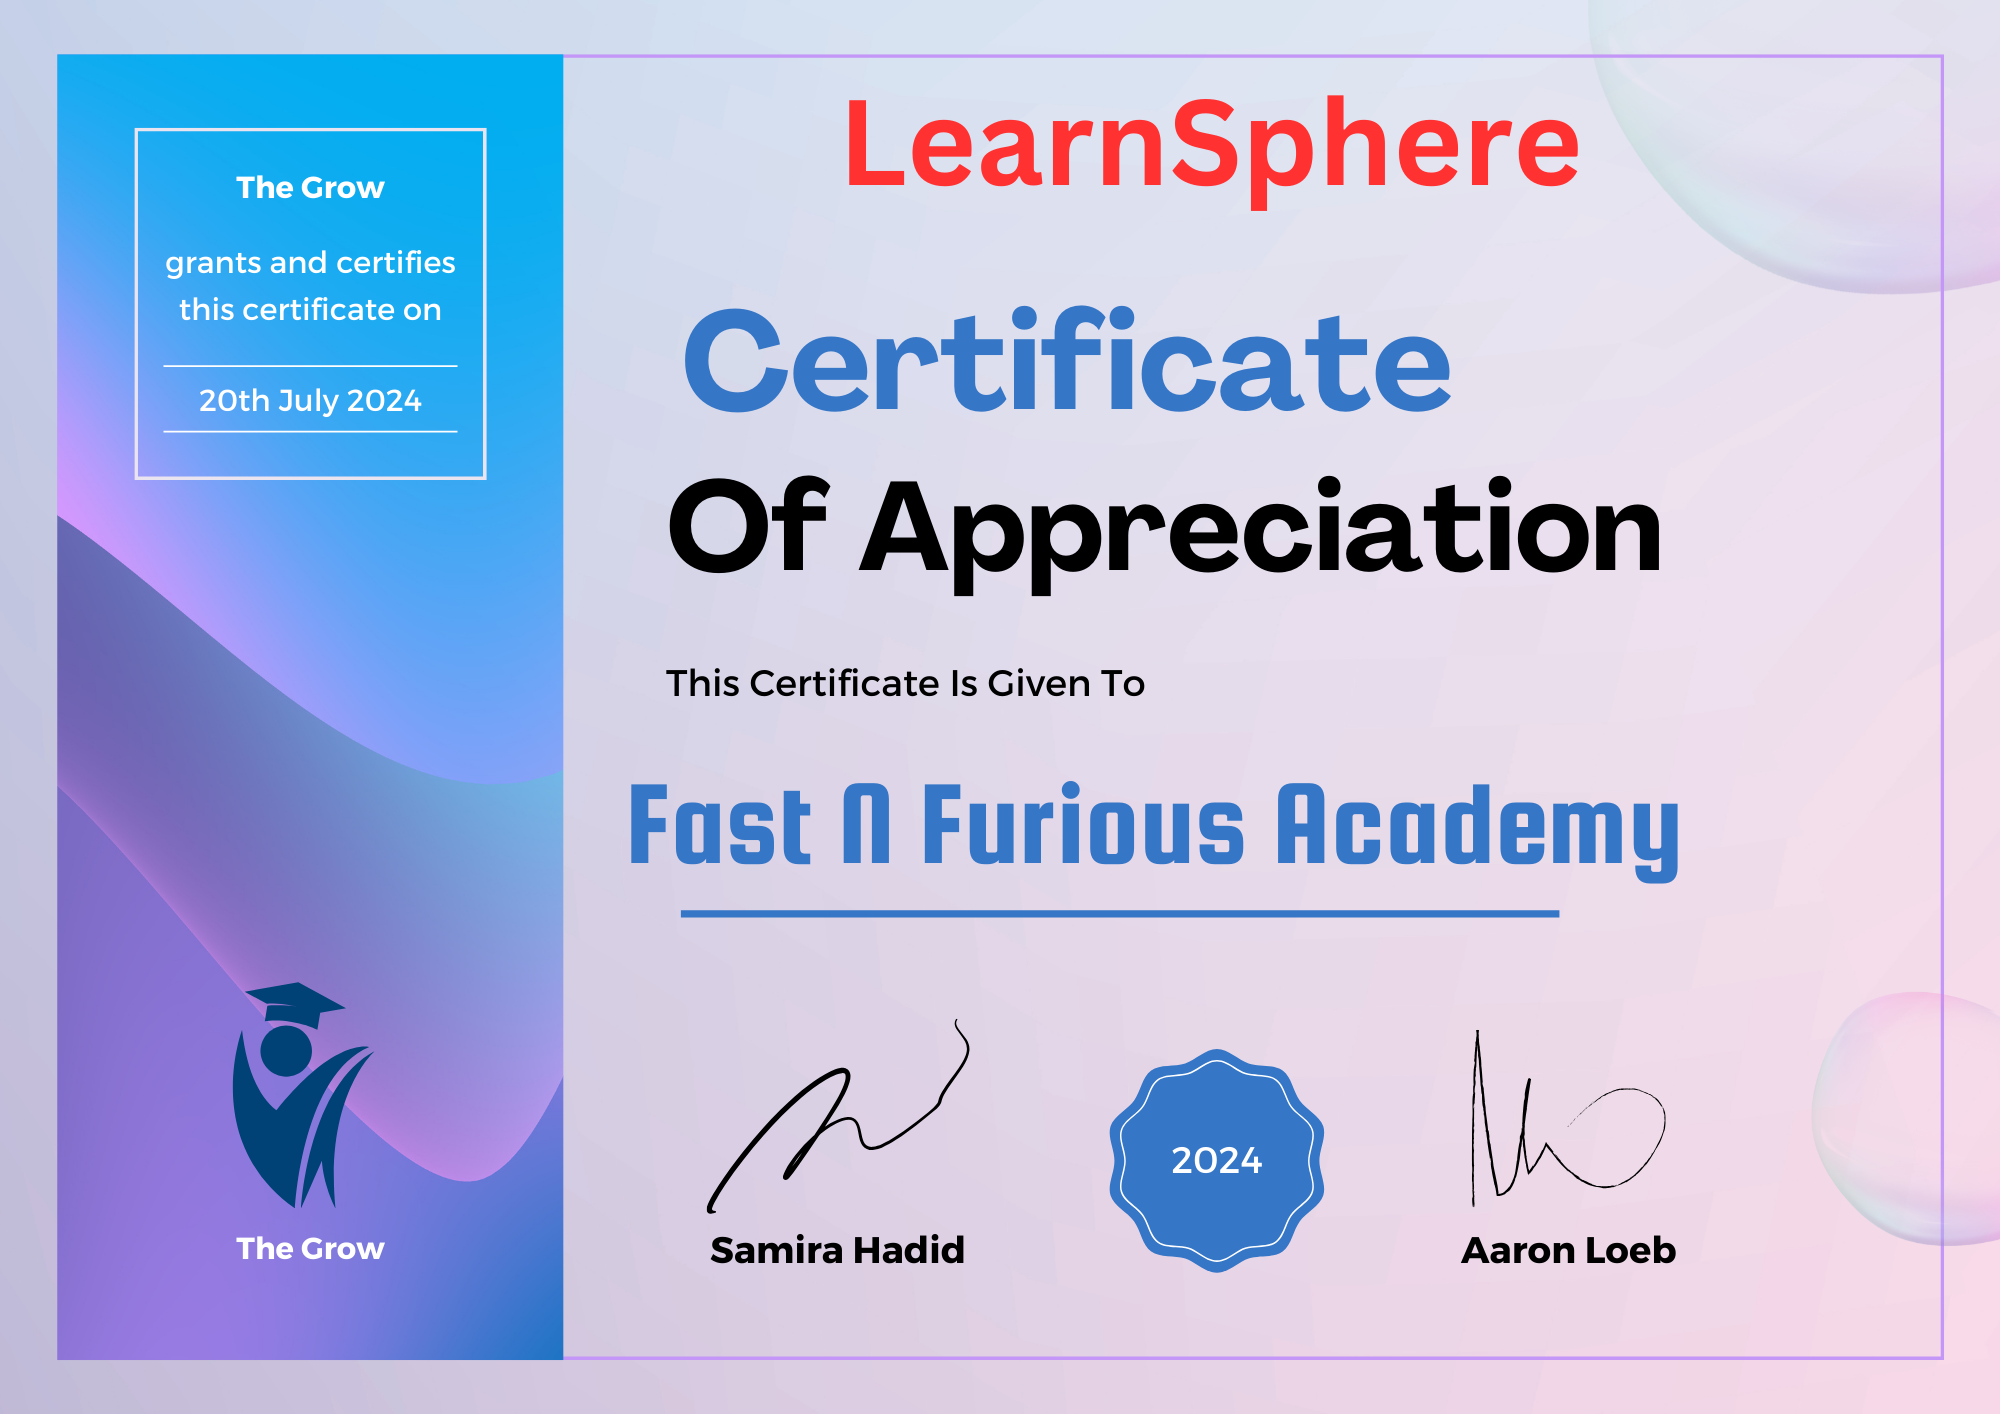 The Grow
grants and certifies
this certificate on
20th July 2024
The Grow
LearnSphere
Certificate
Of Appreciation
This Certificate Is Given To
Fast N Furious Academy
2024
Samira Hadid
Aaron Loeb